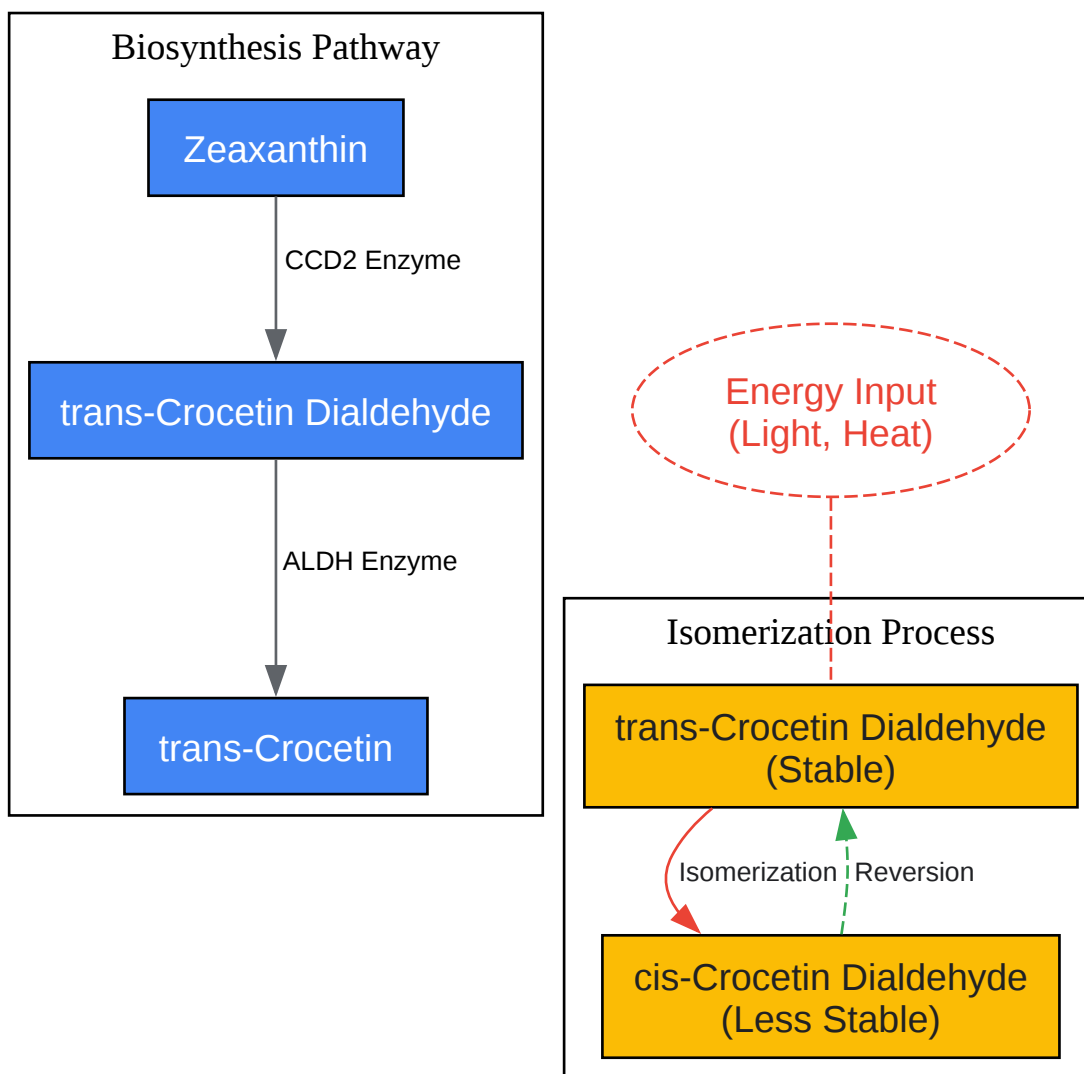 Biosynthesis Pathway
Zeaxanthin
CCD2 Enzyme
trans-Crocetin Dialdehyde
ALDH Enzyme
trans-Crocetin
Energy Input
(Light, Heat)
Isomerization Process
trans-Crocetin Dialdehyde
(Stable)
Isomerization
Reversion
cis-Crocetin Dialdehyde
(Less Stable)